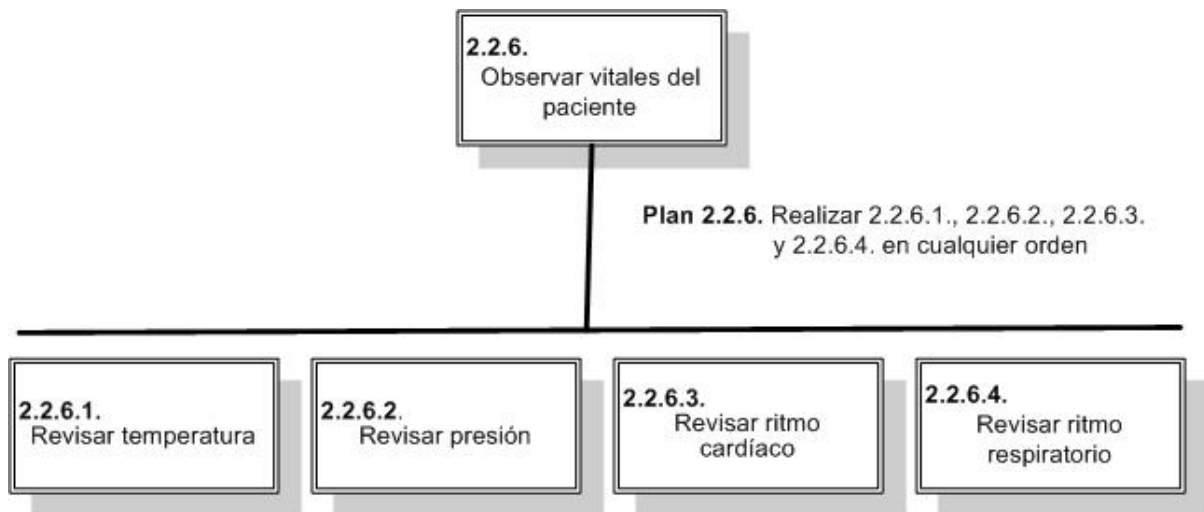 2.2.6.
Observar vitales del
paciente
Plan 2.2.6. Realizar 2.2.6.1., 2.2.6.2., 2.2.6.3.
y 2.2.6.4. en cualquier orden
2.2.6.1.
Revisar temperatura
2.2.6.2.
Revisar presión
2.2.6.3.
Revisar ritmo
cardíaco
2.2.6.4.
Revisar ritmo
respiratorio